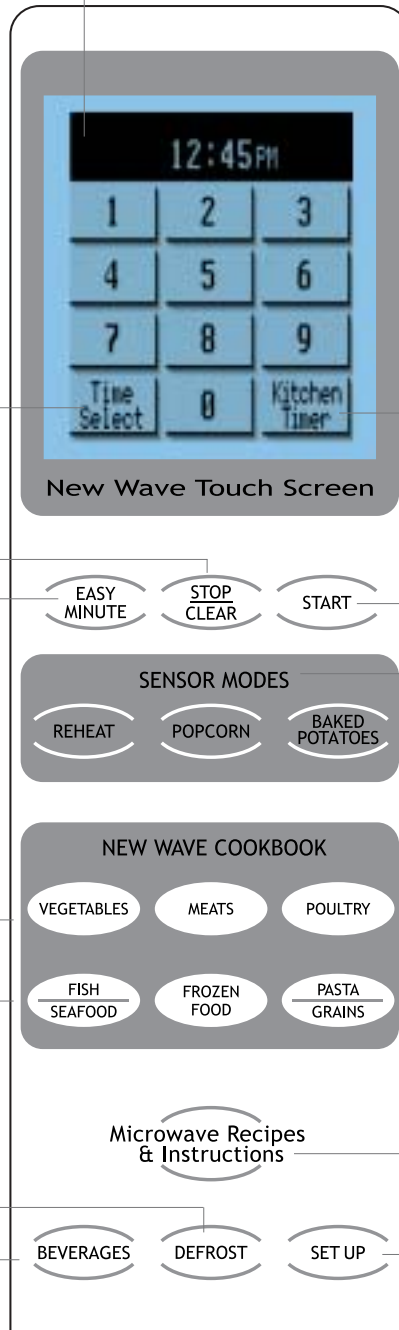 12:45PM
1 2 3
4 5 6
7 8 9
Time
Select
0
Kitchen
Timer
New Wave Touch Screen
EASY
MINUTE
STOP
CLEAR
START
SENSOR MODES
REHEAT
POPCORN
BAKED
POTATOES
NEW WAVE COOKBOOK
VEGETABLES
MEATS
POULTRY
FISH
SEAFOOD
FROZEN
FOOD
PASTA
GRAINS
Microwave Recipes
& Instructions
BEVERAGES
DEFROST
SET UP